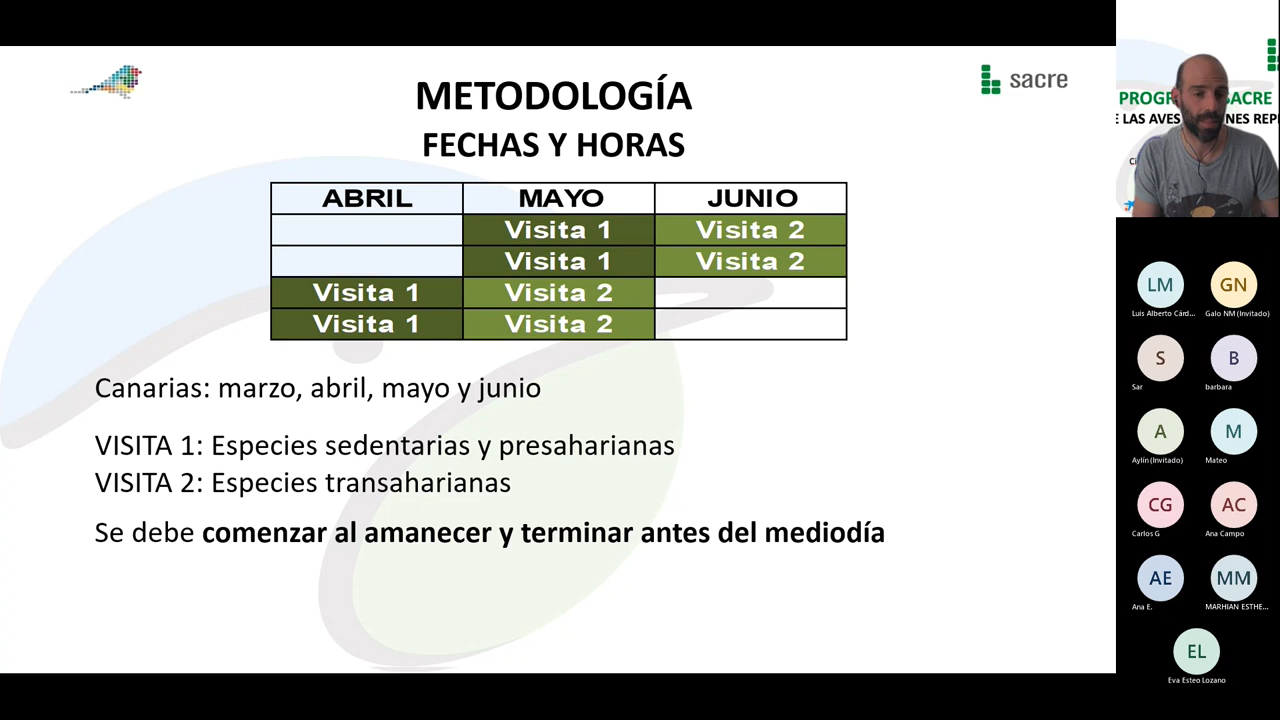 sacre
METODOLOGÍA
FECHAS Y HORAS
ABRIL MAYO JUNIO
Visita 1 Visita 2
Visita 1 Visita 2
Visita 1 Visita 2
Visita 1 Visita 2
Canarias: marzo, abril, mayo y junio
VISITA 1: Especies sedentarias y presaharianas
VISITA 2: Especies transaharianas
Se debe comenzar al amanecer y terminar antes del mediodía
PROGR SACRE
E LAS AVES NES REPI
LM GN
Luis Alberto Cárd... Galo NM (Invitado)
S B
Sar barbara
A M
Aylín (Invitado) Mateo
CG AC
Carlos G Ana Campo
AE MM
Ana E. MARHIAN ESTHE...
EL
Eva Esteo Lozano